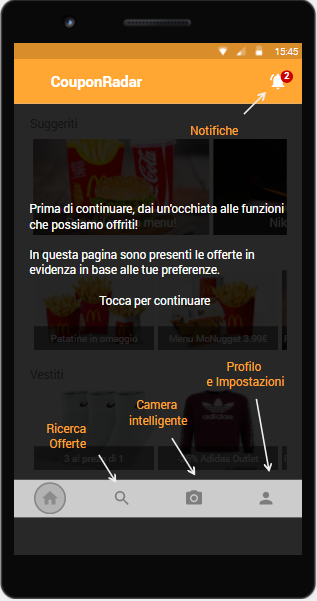 15:45
CouponRadar
2
Notifiche
Suggeriti
Prima di continuare, dai un'occhiata alle funzioni
che possiamo offriti!
menu Nik
In questa pagina sono presenti le offerte in
evidenza in base alle tue preferenze.
Tocca per continuare
Patatine in omaggio
Menu McNugget 3.99€
Vestiti
Profilo
e Impostazioni
Camera
intelligente
Ricerca
Offerte
3 al prezzo di 1
Adidas Outlet
adidas
Coca-Cola